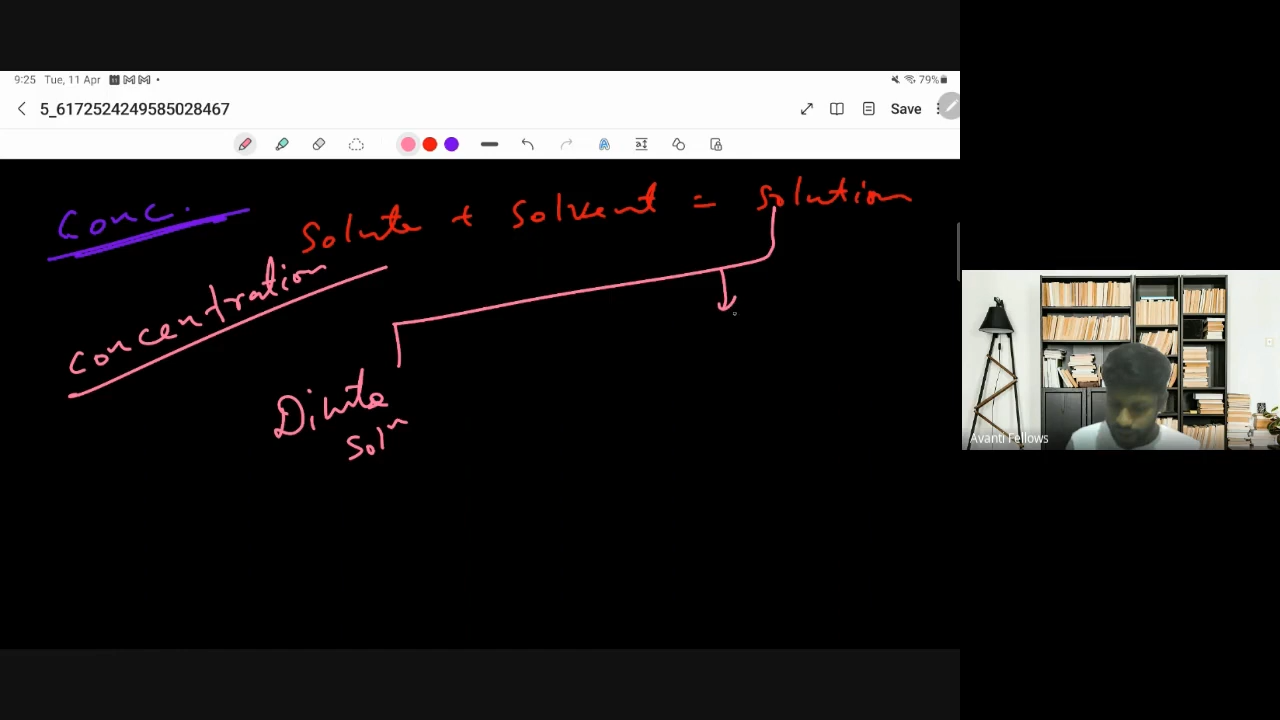 9:25 Tue, 11 Apr
79%
5_6172524249585028467
Save
Conc.
Solute + Solvent = Solution
Concentration
Dilute
Solⁿ
Avanti Fellows